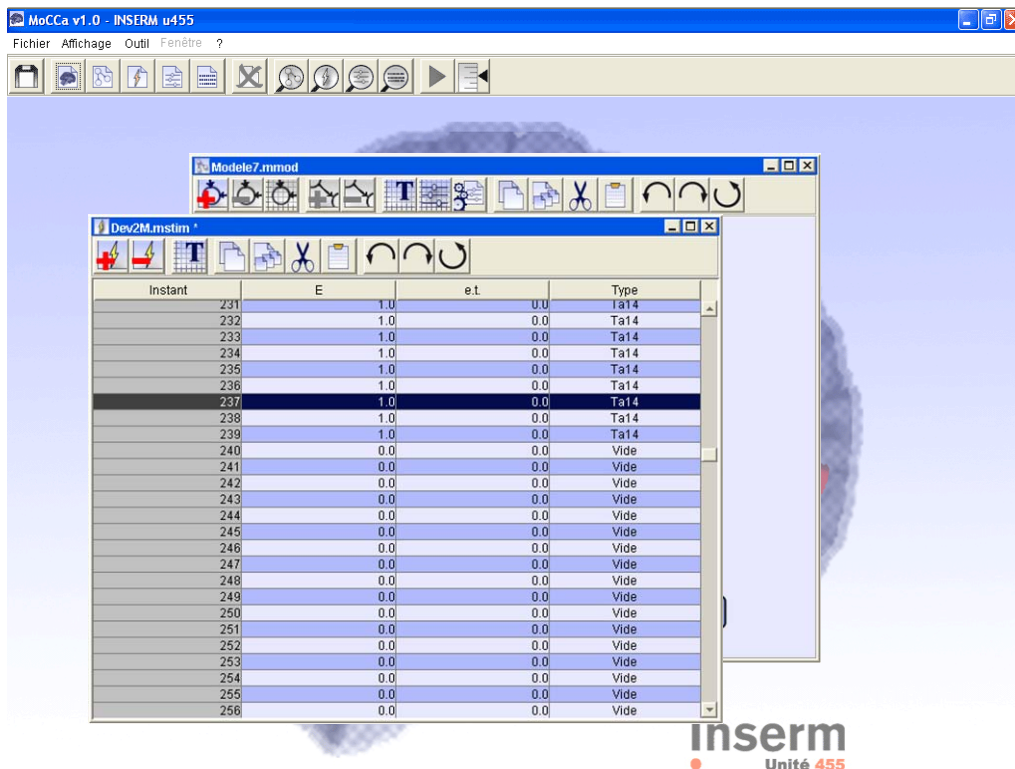 MoCCa v1.0 - INSERM u455
Fichier Affichage Outil Fenêtre ?
Modele7.mmod
T
Dev2M.mstim *
T
Instant E e.t. Type
231 1.0 0.0 Ta14
232 1.0 0.0 Ta14
233 1.0 0.0 Ta14
234 1.0 0.0 Ta14
235 1.0 0.0 Ta14
236 1.0 0.0 Ta14
237 1.0 0.0 Ta14
238 1.0 0.0 Ta14
239 1.0 0.0 Ta14
240 0.0 0.0 Vide
241 0.0 0.0 Vide
242 0.0 0.0 Vide
243 0.0 0.0 Vide
244 0.0 0.0 Vide
245 0.0 0.0 Vide
246 0.0 0.0 Vide
247 0.0 0.0 Vide
248 0.0 0.0 Vide
249 0.0 0.0 Vide
250 0.0 0.0 Vide
251 0.0 0.0 Vide
252 0.0 0.0 Vide
253 0.0 0.0 Vide
254 0.0 0.0 Vide
255 0.0 0.0 Vide
256 0.0 0.0 Vide
Inserm
Unité 455